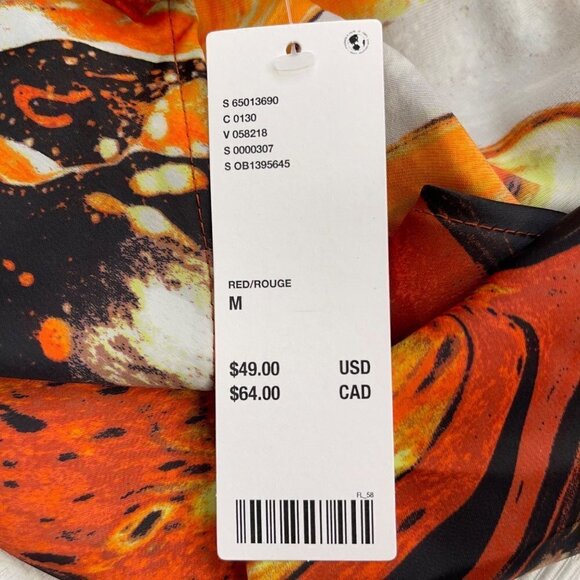 S 65013690
C 0130
V 058218
S 0000307
S OB1395645
RED/ROUGE
M
$49.00 USD
$64.00 CAD
FL_58